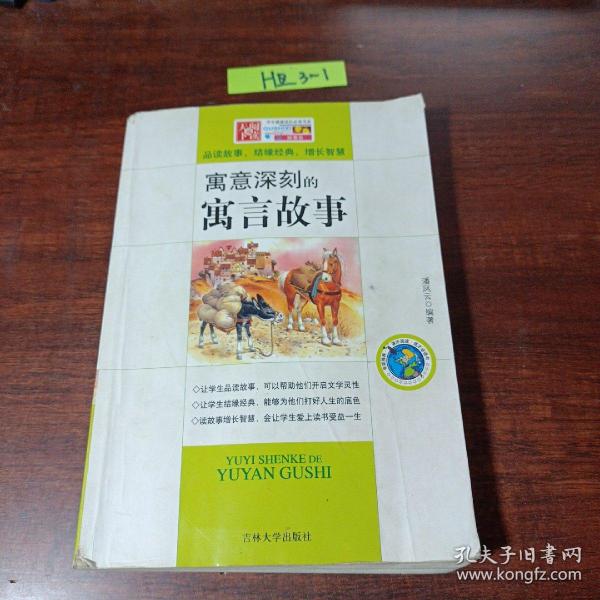 H区 3-1
品读故事、结缘经典、增长智慧
寓意深刻的
寓言故事
潘冈云◎编著
◇让学生品读故事，可以帮助他们开启文学灵性
◇让学生结缘经典，能够为他们打好人生的底色
◇读故事增长智慧，会让学生爱上读书受益一生
YUYI SHENKE DE
YUYAN GUSHI
吉林大学出版社
孔夫子旧书网
www.kongfz.com